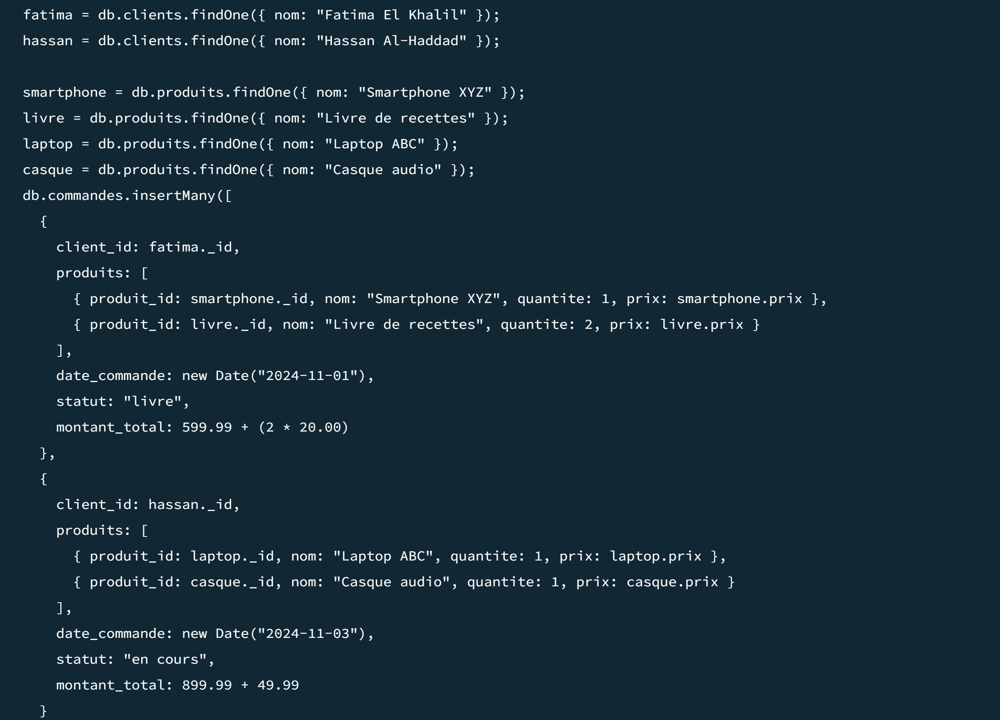 fatima = db.clients.findOne({ nom: "Fatima El Khalil" });
hassan = db.clients.findOne({ nom: "Hassan Al-Haddad" });
smartphone = db.produits.findOne({ nom: "Smartphone XYZ" });
livre = db.produits.findOne({ nom: "Livre de recettes" });
laptop = db.produits.findOne({ nom: "Laptop ABC" });
casque = db.produits.findOne({ nom: "Casque audio" });
db.commandes.insertMany([
  {
    client_id: fatima._id,
    produits: [
      { produit_id: smartphone._id, nom: "Smartphone XYZ", quantite: 1, prix: smartphone.prix },
      { produit_id: livre._id, nom: "Livre de recettes", quantite: 2, prix: livre.prix }
    ],
    date_commande: new Date("2024-11-01"),
    statut: "livre",
    montant_total: 599.99 + (2 * 20.00)
  },
  {
    client_id: hassan._id,
    produits: [
      { produit_id: laptop._id, nom: "Laptop ABC", quantite: 1, prix: laptop.prix },
      { produit_id: casque._id, nom: "Casque audio", quantite: 1, prix: casque.prix }
    ],
    date_commande: new Date("2024-11-03"),
    statut: "en cours",
    montant_total: 899.99 + 49.99
  }